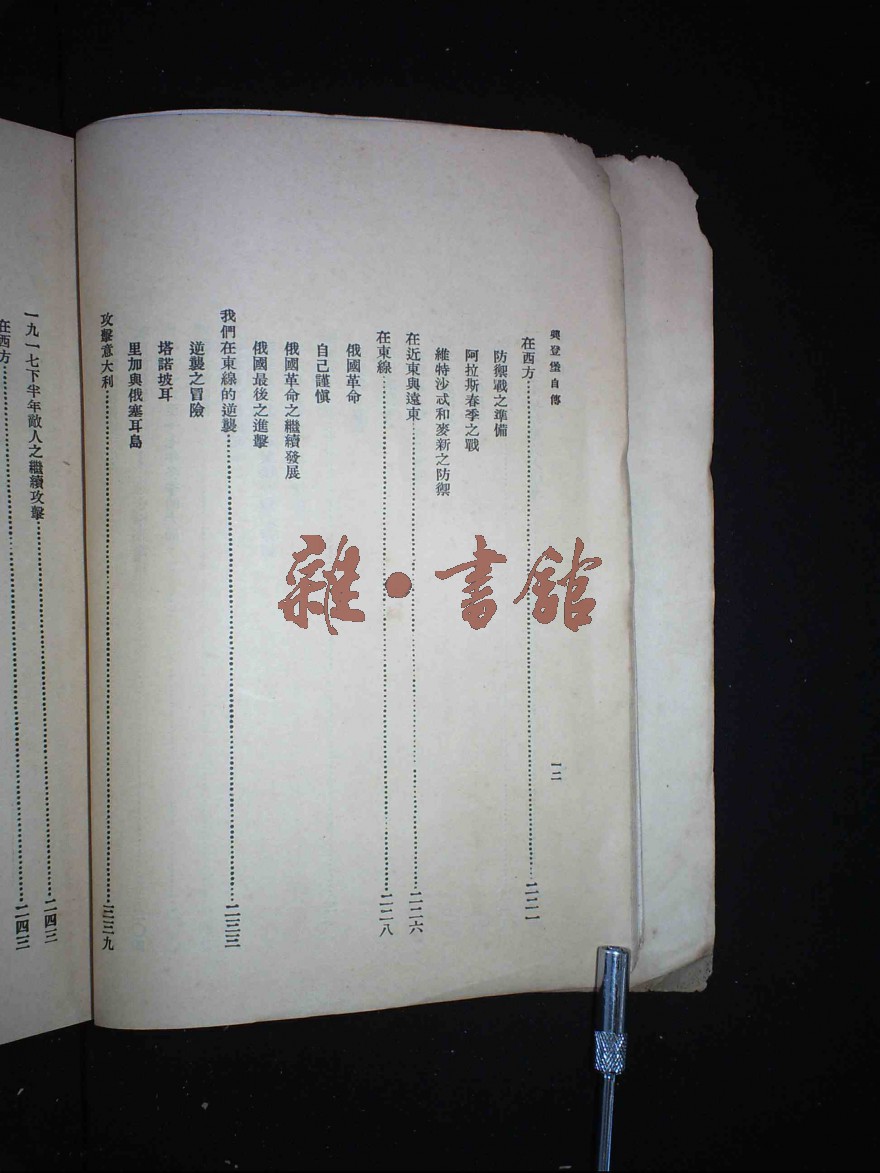 興登堡自傳
一二
在西方……二二一
防禦戰之準備
阿拉斯春季之戰
維特沙忒和麥新之防禦
在近東與遠東……二二六
在東線……二二八
俄國革命
自己謹愼
俄國革命之繼續發展
俄國最後之進擊
我們在東線的逆襲……二三三
逆襲之冒險
塔諾坡耳
里加與俄塞耳島
攻擊意大利……二三九
一九一七下半年敵人之繼續攻擊……二四三
在西方……二四三
雜·書館